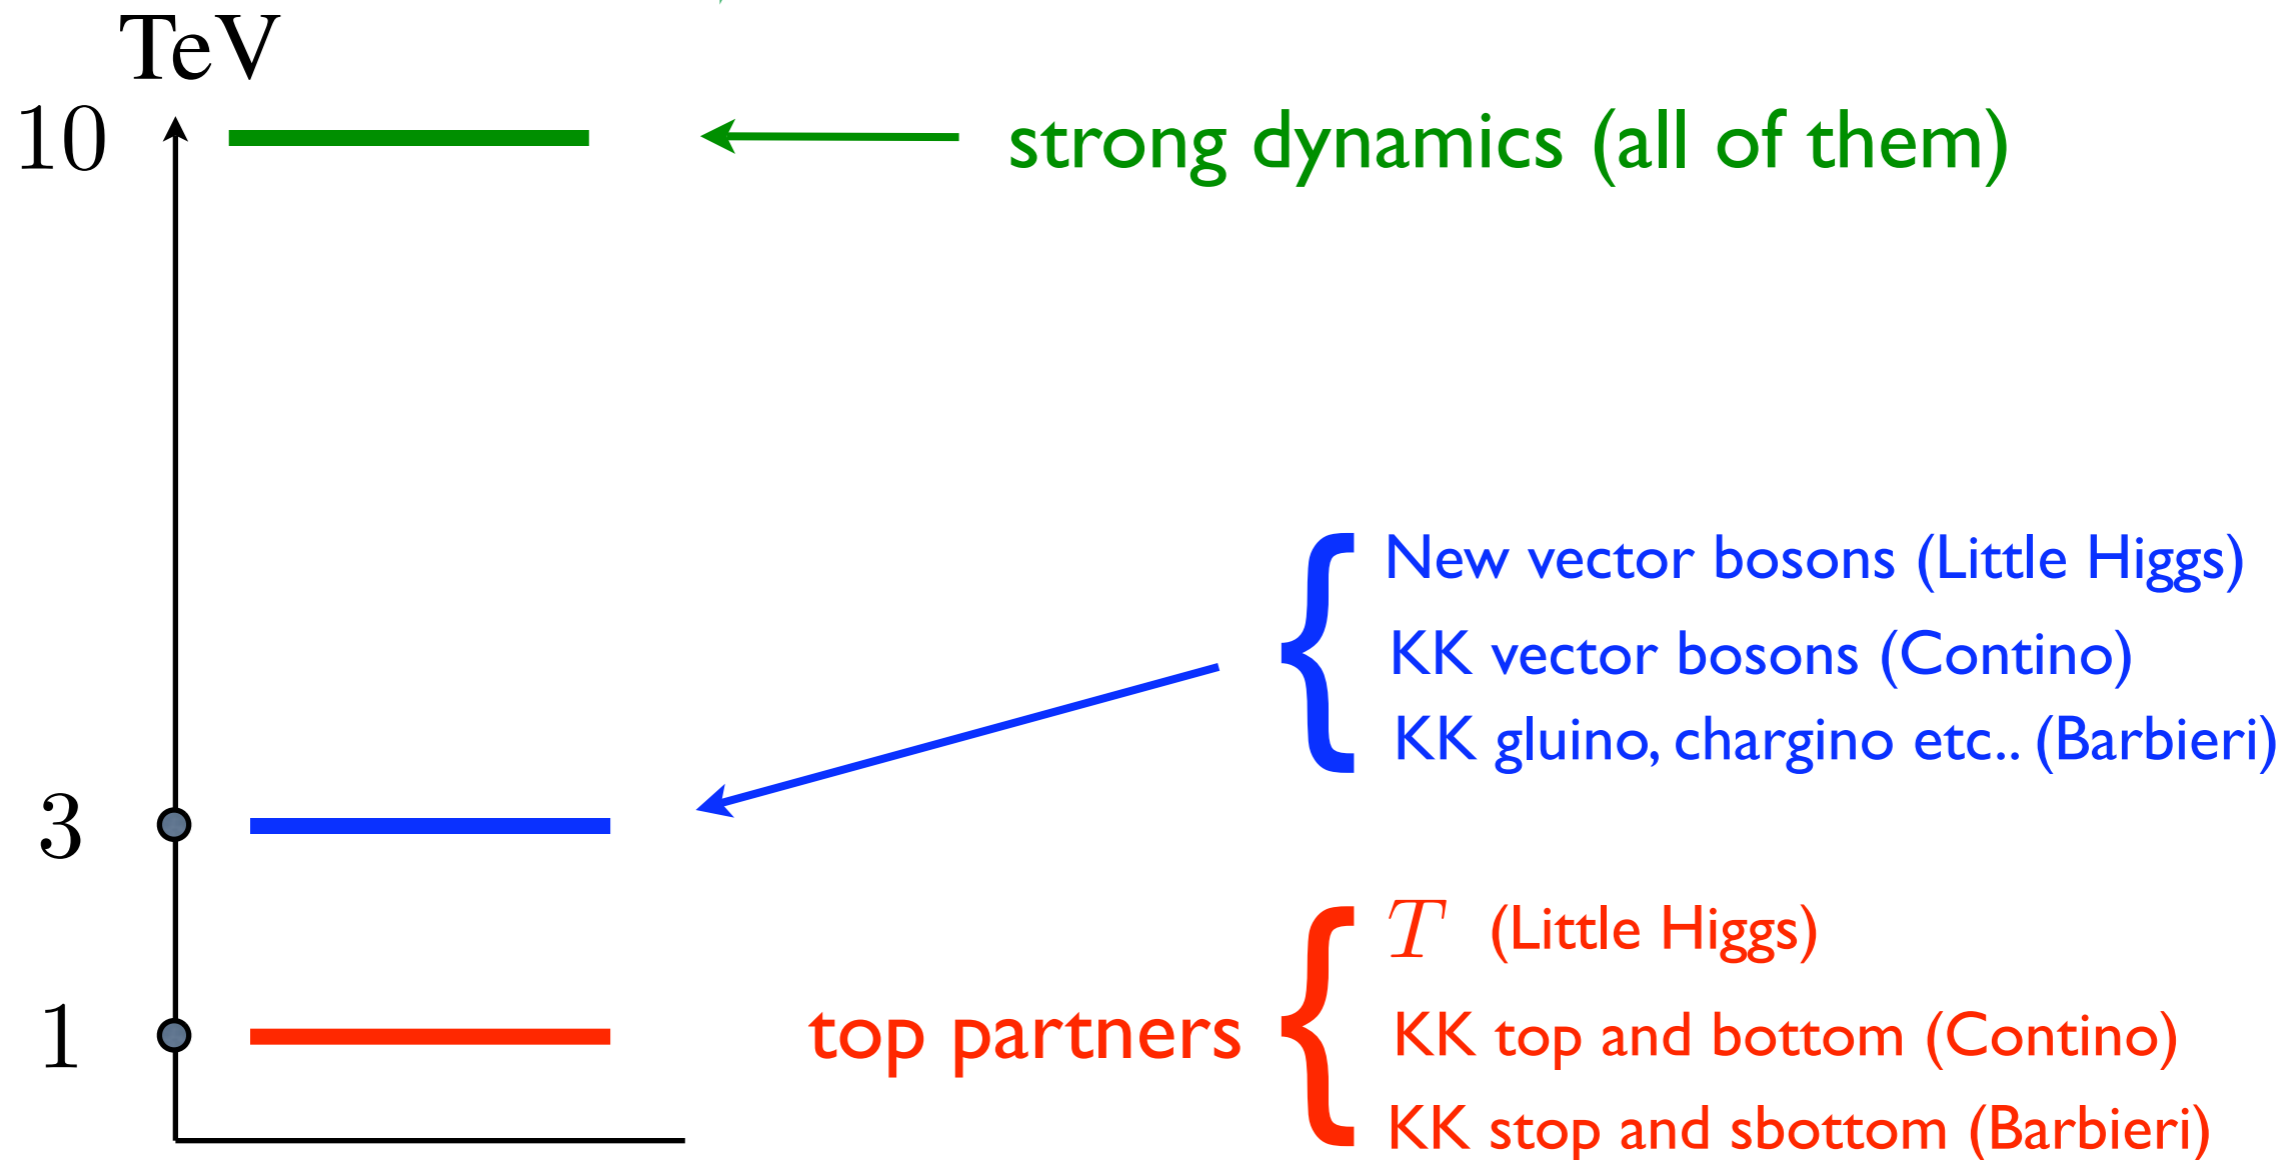 TeV
10
strong dynamics (all of them)
New vector bosons (Little Higgs)
KK vector bosons (Contino)
KK gluino, chargino etc.. (Barbieri)
3
T (Little Higgs)
1
top partners
KK top and bottom (Contino)
KK stop and sbottom (Barbieri)